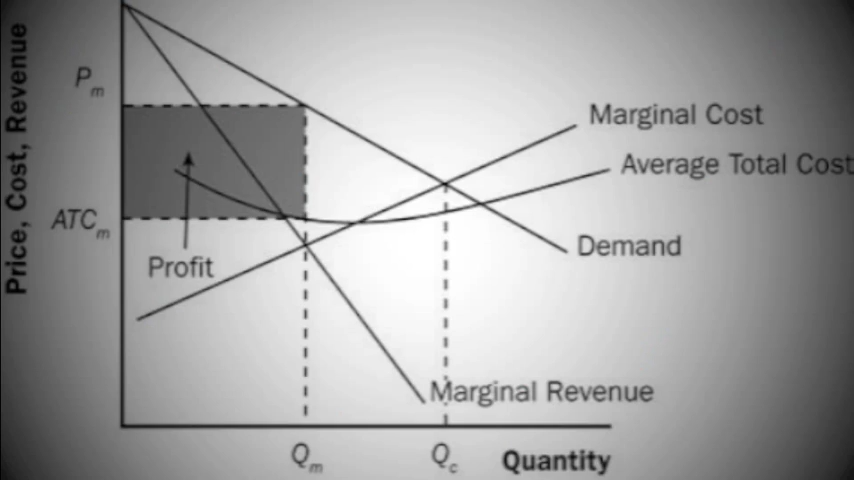 Price, Cost, Revenue
Pm
ATCm
Profit
Marginal Cost
Average Total Cost
Demand
Marginal Revenue
Qm
Qc
Quantity